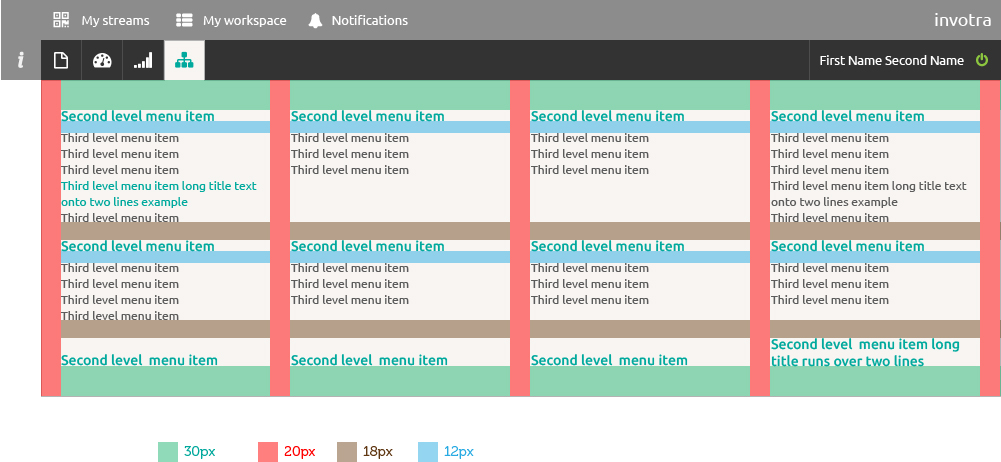 My streams My workspace Notifications invotra
i First Name Second Name
Second level menu item Second level menu item Second level menu item Second level menu item
Third level menu item Third level menu item Third level menu item Third level menu item
Third level menu item Third level menu item Third level menu item Third level menu item
Third level menu item Third level menu item Third level menu item Third level menu item
Third level menu item long title text Third level menu item long title text
onto two lines example onto two lines example
Third level menu item Third level menu item
Second level menu item Second level menu item Second level menu item Second level menu item
Third level menu item Third level menu item Third level menu item Third level menu item
Third level menu item Third level menu item Third level menu item Third level menu item
Third level menu item Third level menu item Third level menu item Third level menu item
Third level menu item
Second level menu item long
Second level menu item Second level menu item Second level menu item title runs over two lines
30px 20px 18px 12px